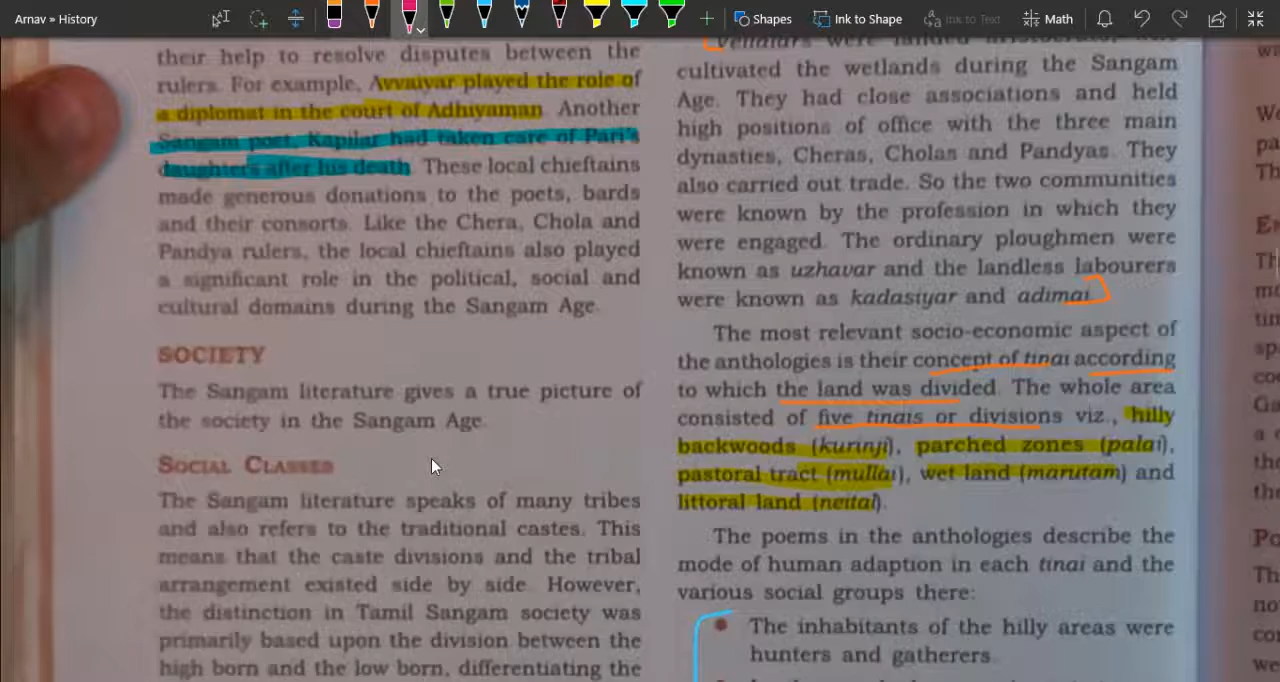 Arnav » History
Shapes
Ink to Shape
Ink to Text
Math
their help to resolve disputes between the
rulers. For example, Avvaiyar played the role of
a diplomat in the court of Adhiyaman. Another
Sangam poet, Kapilar had taken care of Pari's
daughters after his death. These local chieftains
made generous donations to the poets, bards
and their consorts. Like the Chera, Chola and
Pandya rulers, the local chieftains also played
a significant role in the political, social and
cultural domains during the Sangam Age.
SOCIETY
The Sangam literature gives a true picture of
the society in the Sangam Age.
SOCIAL CLASSES
The Sangam literature speaks of many tribes
and also refers to the traditional castes. This
means that the caste divisions and the tribal
arrangement existed side by side. However,
the distinction in Tamil Sangam society was
primarily based upon the division between the
high born and the low born, differentiating the
Vellalars were landed
cultivated the wetlands during the Sangam
Age. They had close associations and held
high positions of office with the three main
dynasties, Cheras, Cholas and Pandyas. They
also carried out trade. So the two communities
were known by the profession in which they
were engaged. The ordinary ploughmen were
known as uzhavar and the landless labourers
were known as kadasiyar and adimai.
The most relevant socio-economic aspect of
the anthologies is their concept of tinai according
to which the land was divided. The whole area
consisted of five tinais or divisions viz., hilly
backwoods (kurinji), parched zones (palai),
pastoral tract (mullai), wet land (marutam) and
littoral land (neital).
The poems in the anthologies describe the
mode of human adaption in each tinai and the
various social groups there:
The inhabitants of the hilly areas were
hunters and gatherers.